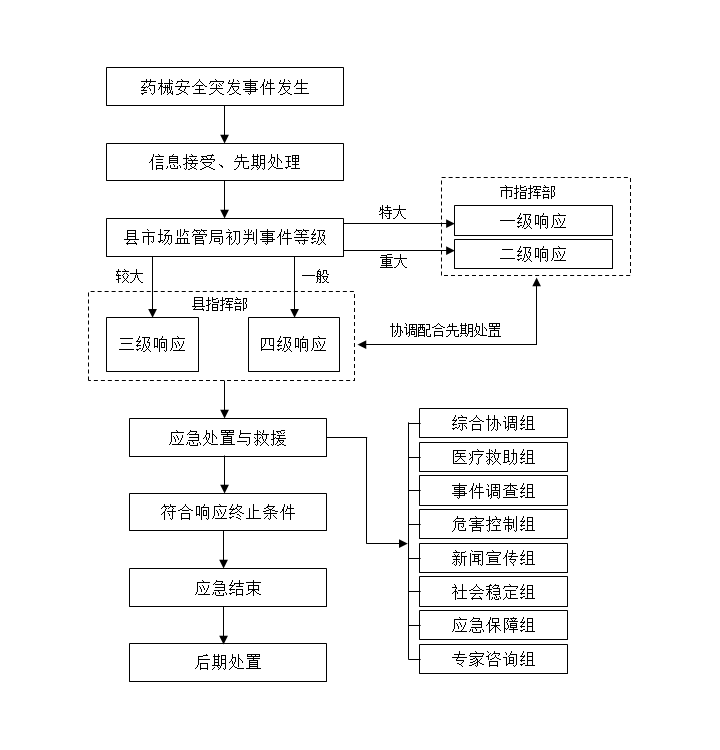 药械安全突发事件发生
信息接受、先期处理
市指挥部
特大
一级响应
县市场监管局初判事件等级
二级响应
重大
较大
一般
县指挥部
协调配合先期处置
三级响应
四级响应
综合协调组
应急处置与救援
医疗救助组
事件调查组
符合响应终止条件
危害控制组
新闻宣传组
应急结束
社会稳定组
应急保障组
后期处置
专家咨询组